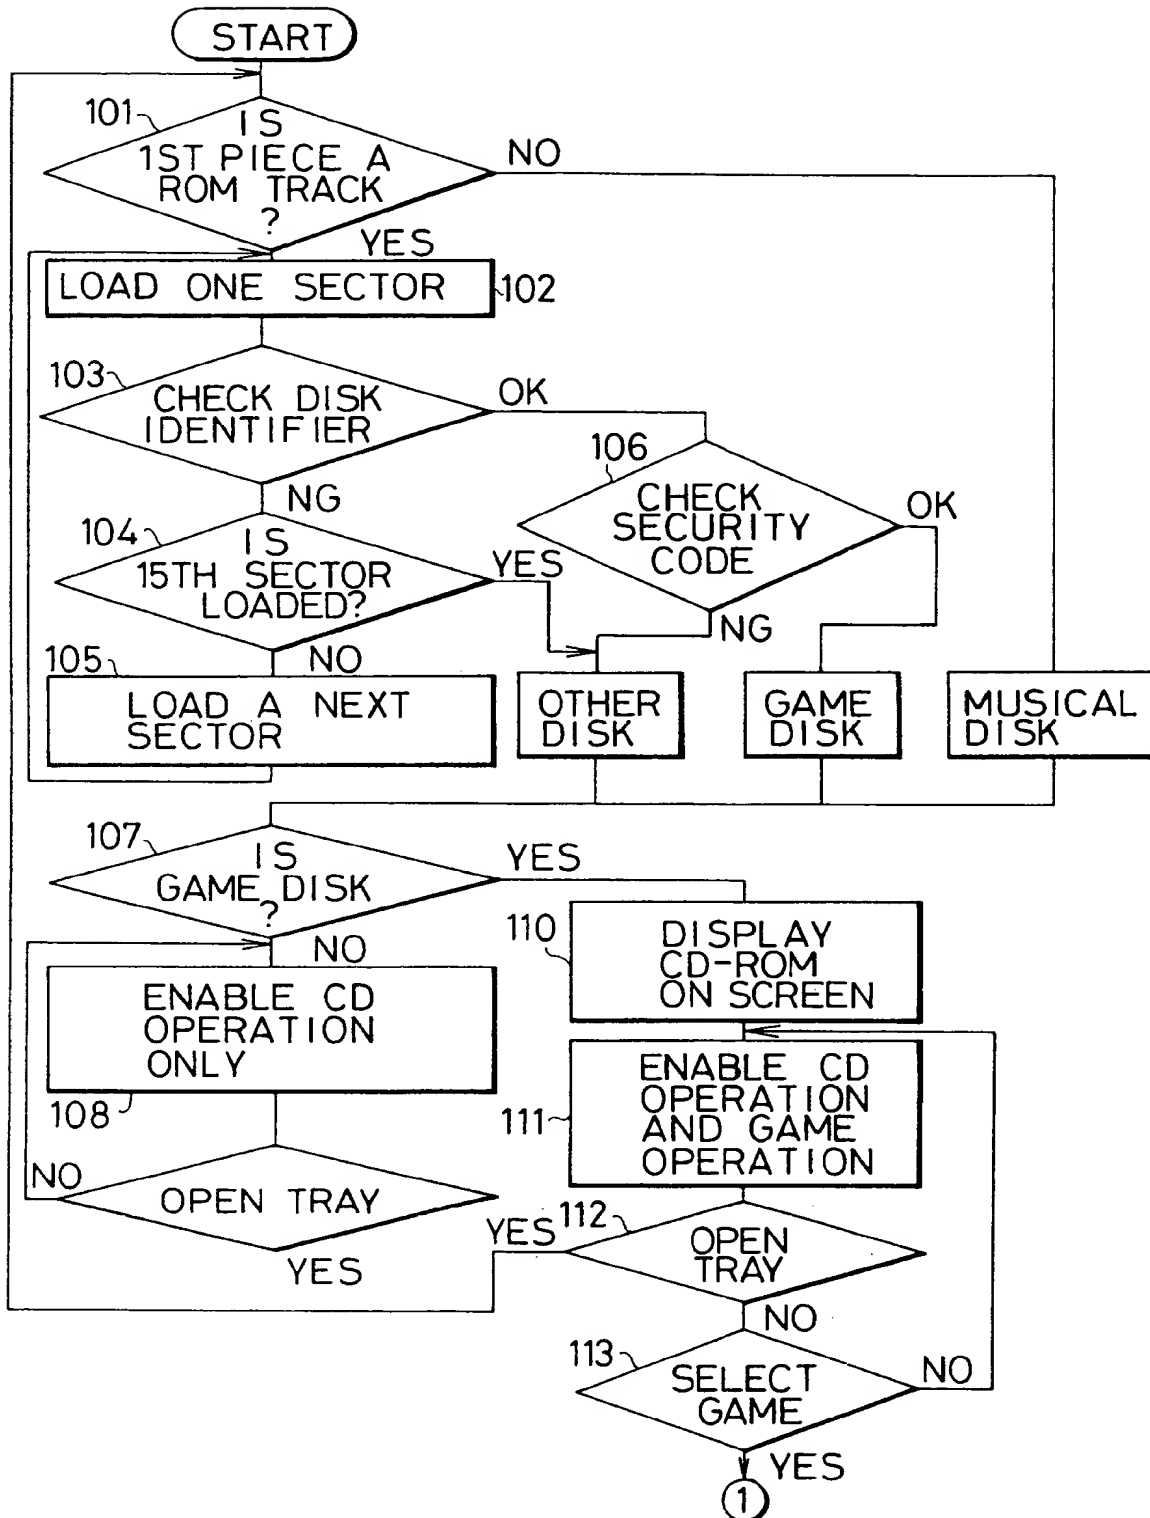 START
101
IS
1ST PIECE A
ROM TRACK
?
NO
YES
LOAD ONE SECTOR
102
103
CHECK DISK
IDENTIFIER
OK
NG
106
CHECK
SECURITY
CODE
OK
NG
104
IS
15TH SECTOR
LOADED?
YES
NO
105
LOAD A NEXT
SECTOR
OTHER
DISK
GAME
DISK
MUSICAL
DISK
107
IS
GAME DISK
?
YES
NO
110
DISPLAY
CD-ROM
ON SCREEN
ENABLE CD
OPERATION
ONLY
108
111
ENABLE CD
OPERATION
AND GAME
OPERATION
NO
OPEN TRAY
YES
YES
112
OPEN
TRAY
NO
113
SELECT
GAME
NO
YES
1